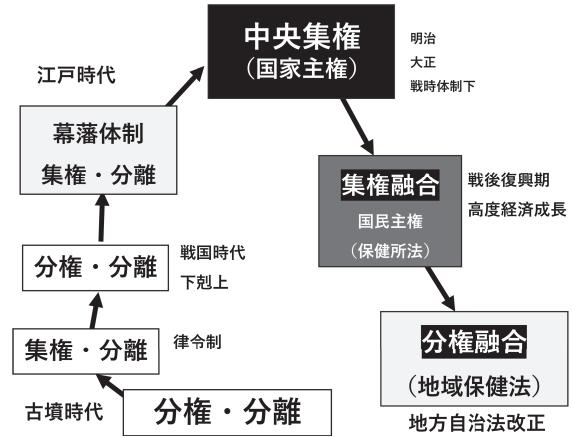 中央集権
（国家主権）
明治
大正
戦時体制下
江戸時代
幕藩体制
集権・分離
集権融合
国民主権
（保健所法）
戦後復興期
高度経済成長
分権・分離
戦国時代
下剋上
分権融合
（地域保健法）
地方自治法改正
集権・分離
律令制
古墳時代
分権・分離